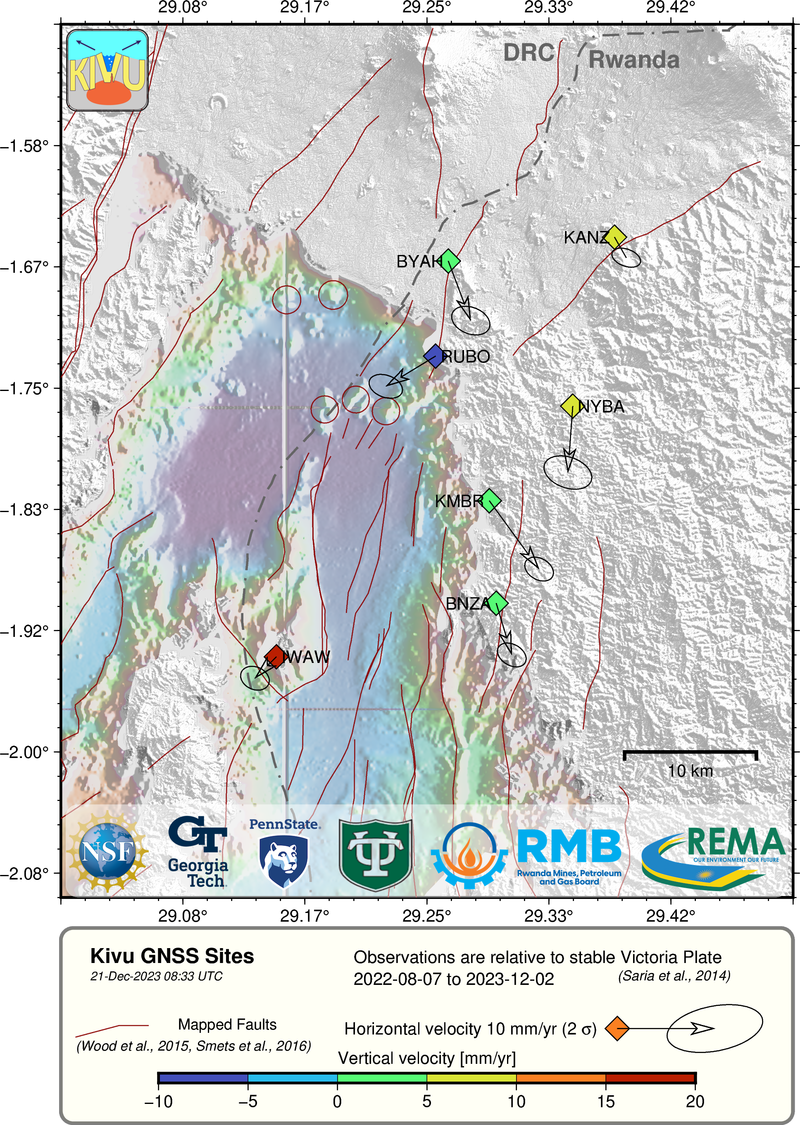 29.08° 29.17° 29.25° 29.33° 29.42°
KIVU
DRC
Rwanda
−1.58°
KANZ
BYAH
−1.67°
RUBO
−1.75°
NYBA
−1.83°
KMBR
BNZA
−1.92°
IWAW
−2.00°
10 km
NSF
GT
Georgia
Tech
PennState
RMB
Rwanda Mines, Petroleum
and Gas Board
REMA
OUR ENVIRONMENT OUR FUTURE
−2.08°
29.08° 29.17° 29.25° 29.33° 29.42°
Kivu GNSS Sites
21-Dec-2023 08:33 UTC
Observations are relative to stable Victoria Plate
2022-08-07 to 2023-12-02
(Saria et al., 2014)
Mapped Faults
(Wood et al., 2015, Smets et al., 2016)
Horizontal velocity 10 mm/yr (2 σ)
Vertical velocity [mm/yr]
−10 −5 0 5 10 15 20